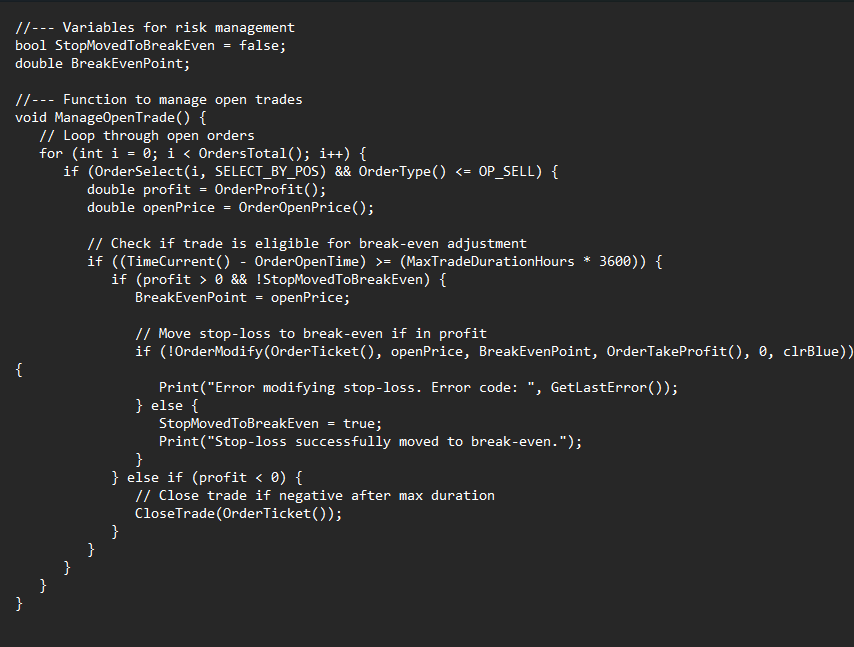 //--- Variables for risk management
bool StopMovedToBreakEven = false;
double BreakEvenPoint;

//--- Function to manage open trades
void ManageOpenTrade() {
   // Loop through open orders
   for (int i = 0; i < OrdersTotal(); i++) {
      if (OrderSelect(i, SELECT_BY_POS) && OrderType() <= OP_SELL) {
         double profit = OrderProfit();
         double openPrice = OrderOpenPrice();

         // Check if trade is eligible for break-even adjustment
         if ((TimeCurrent() - OrderOpenTime) >= (MaxTradeDurationHours * 3600)) {
            if (profit > 0 && !StopMovedToBreakEven) {
               BreakEvenPoint = openPrice;

               // Move stop-loss to break-even if in profit
               if (!OrderModify(OrderTicket(), openPrice, BreakEvenPoint, OrderTakeProfit(), 0, clrBlue))
{
                  Print("Error modifying stop-loss. Error code: ", GetLastError());
               } else {
                  StopMovedToBreakEven = true;
                  Print("Stop-loss successfully moved to break-even.");
               }
            } else if (profit < 0) {
               // Close trade if negative after max duration
               CloseTrade(OrderTicket());
            }
         }
      }
   }
}